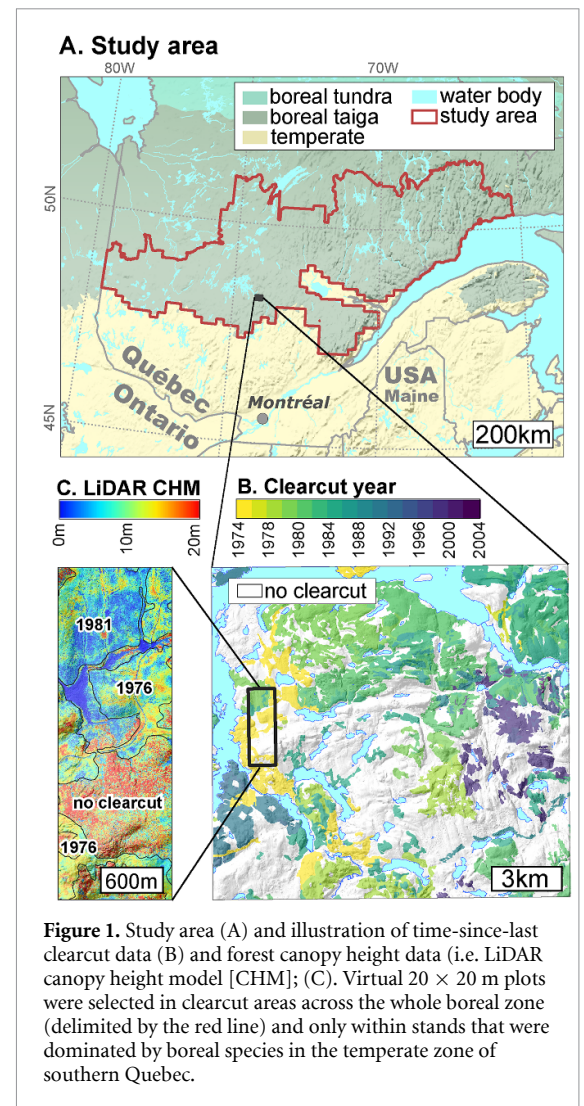 A. Study area
80W
70W
boreal tundra
water body
boreal taiga
study area
temperate
50N
45N
Québec
Ontario
Montréal
USA
Maine
200km
C. LiDAR CHM
B. Clearcut year
0m
10m
20m
1974
1978
1980
1984
1988
1992
1996
2000
2004
no clearcut
1981
1976
no clearcut
1976
600m
3km
Figure 1. Study area (A) and illustration of time-since-last
clearcut data (B) and forest canopy height data (i.e. LiDAR
canopy height model [CHM]; (C). Virtual 20 × 20 m plots
were selected in clearcut areas across the whole boreal zone
(delimited by the red line) and only within stands that were
dominated by boreal species in the temperate zone of
southern Quebec.